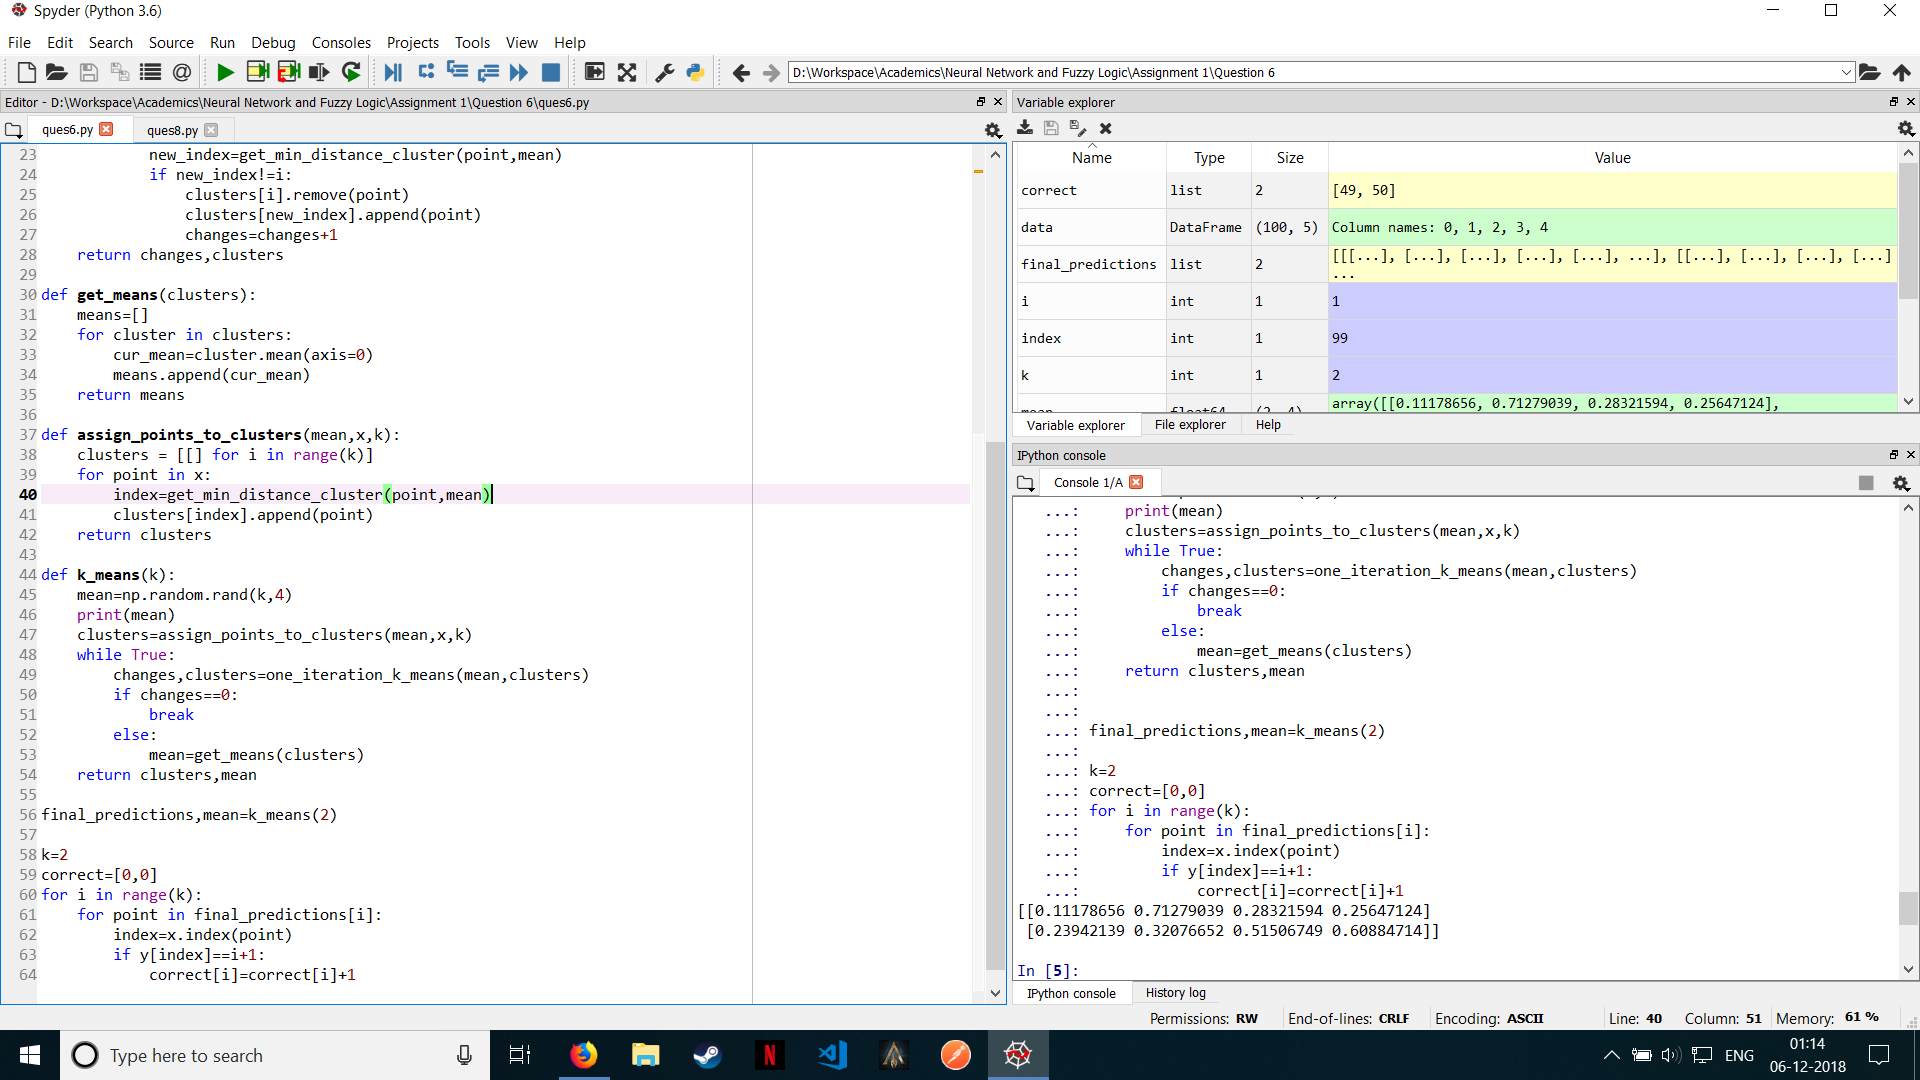 Spyder (Python 3.6)
File Edit Search Source Run Debug Consoles Projects Tools View Help
D:\Workspace\Academics\Neural Network and Fuzzy Logic\Assignment 1\Question 6
Editor - D:\Workspace\Academics\Neural Network and Fuzzy Logic\Assignment 1\Question 6\ques6.py
ques6.py ques8.py
23 new_index=get_min_distance_cluster(point,mean)
24 if new_index!=i:
25 clusters[i].remove(point)
26 clusters[new_index].append(point)
27 changes=changes+1
28 return changes,clusters
29
30 def get_means(clusters):
31 means=[]
32 for cluster in clusters:
33 cur_mean=cluster.mean(axis=0)
34 means.append(cur_mean)
35 return means
36
37 def assign_points_to_clusters(mean,x,k):
38 clusters = [[] for i in range(k)]
39 for point in x:
40 index=get_min_distance_cluster(point,mean)
41 clusters[index].append(point)
42 return clusters
43
44 def k_means(k):
45 mean=np.random.rand(k,4)
46 print(mean)
47 clusters=assign_points_to_clusters(mean,x,k)
48 while True:
49 changes,clusters=one_iteration_k_means(mean,clusters)
50 if changes==0:
51 break
52 else:
53 mean=get_means(clusters)
54 return clusters,mean
55
56 final_predictions,mean=k_means(2)
57
58 k=2
59 correct=[0,0]
60 for i in range(k):
61 for point in final_predictions[i]:
62 index=x.index(point)
63 if y[index]==i+1:
64 correct[i]=correct[i]+1
Variable explorer
Name Type Size Value
correct list 2 [49, 50]
data DataFrame (100, 5) Column names: 0, 1, 2, 3, 4
final_predictions list 2 [[[...], [...], [...], [...], [...], ...], [[...], [...], [...], [...]
...
i int 1 1
index int 1 99
k int 1 2
mean float64 (2, 4) array([[0.11178656, 0.71279039, 0.28321594, 0.25647124],
Variable explorer File explorer Help
IPython console
Console 1/A
...: print(mean)
...: clusters=assign_points_to_clusters(mean,x,k)
...: while True:
...: changes,clusters=one_iteration_k_means(mean,clusters)
...: if changes==0:
...: break
...: else:
...: mean=get_means(clusters)
...: return clusters,mean
...:
...:
...: final_predictions,mean=k_means(2)
...:
...: k=2
...: correct=[0,0]
...: for i in range(k):
...: for point in final_predictions[i]:
...: index=x.index(point)
...: if y[index]==i+1:
...: correct[i]=correct[i]+1
[[0.11178656 0.71279039 0.28321594 0.25647124]
[0.23942139 0.32076652 0.51506749 0.60884714]]
In [5]:
IPython console History log
Permissions: RW End-of-lines: CRLF Encoding: ASCII Line: 40 Column: 51 Memory: 61 %
Type here to search
ENG
01:14
06-12-2018